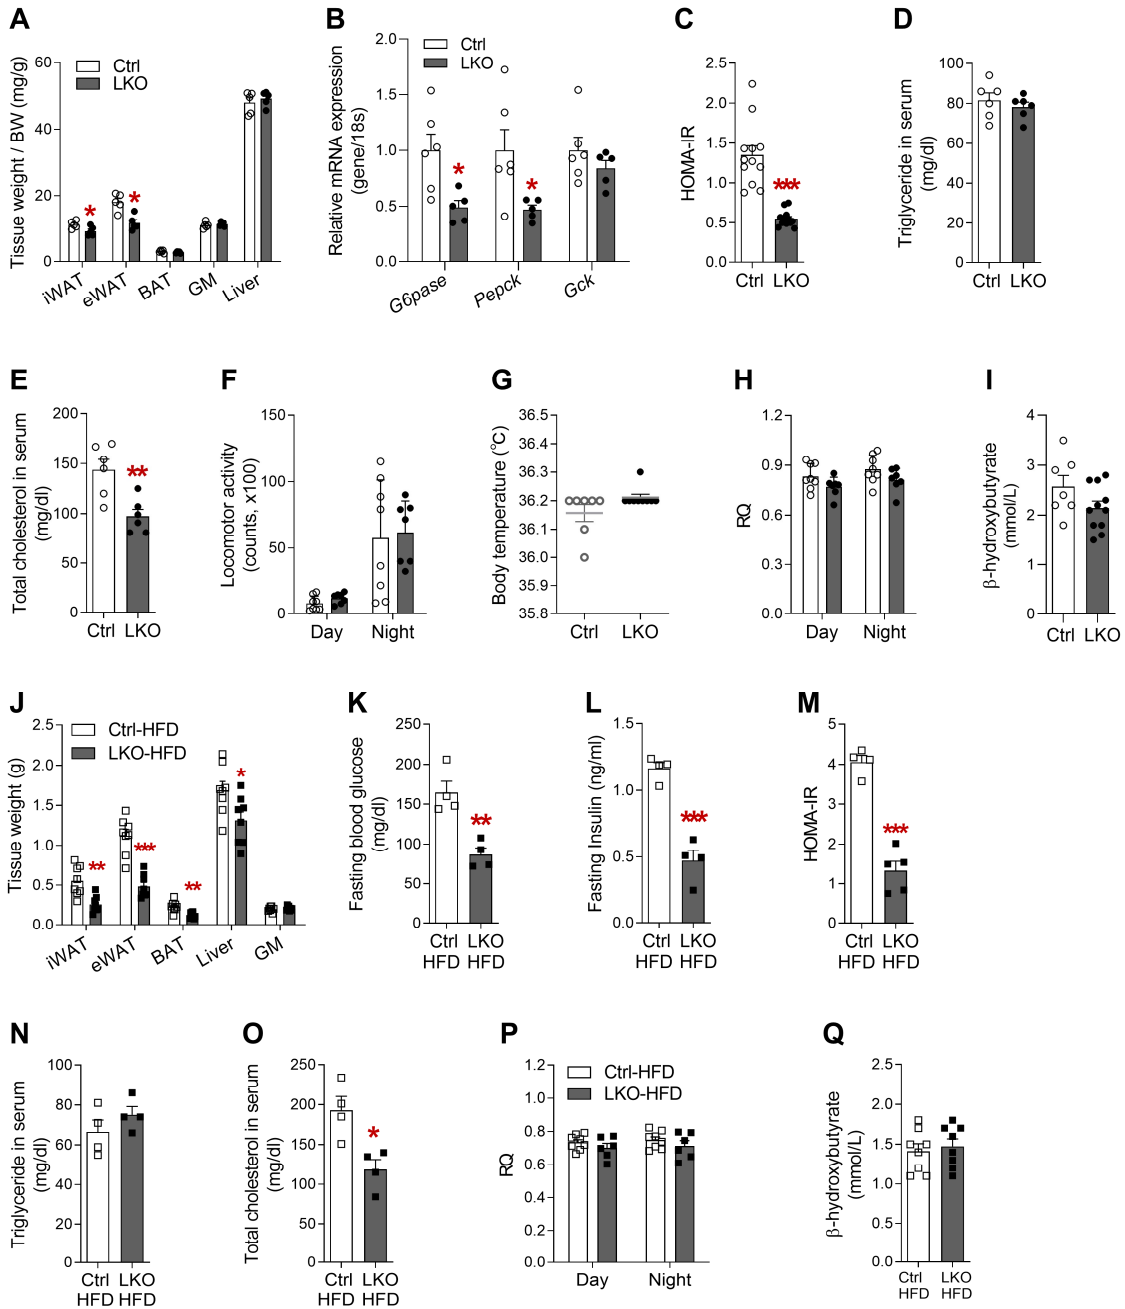 A
Tissue weight / BW (mg/g)
60
40
20
0
Ctrl
LKO
*
*
iWAT
eWAT
BAT
GM
Liver
B
Relative mRNA expression
(gene/18s)
2.0
1.5
1.0
0.5
0.0
Ctrl
LKO
*
*
G6pase
Pepck
Gck
C
HOMA-IR
2.5
2.0
1.5
1.0
0.5
0.0
***
Ctrl LKO
D
Triglyceride in serum
(mg/dl)
100
80
60
40
20
0
Ctrl LKO
E
Total cholesterol in serum
(mg/dl)
200
150
100
50
0
**
Ctrl LKO
F
Locomotor activity
(counts, x100)
150
100
50
0
Day Night
G
Body temperature (°C)
36.5
36.4
36.3
36.2
36.1
36.0
35.9
35.8
Ctrl LKO
H
RQ
1.2
0.9
0.6
0.3
0.0
Day Night
I
β-hydroxybutyrate
(mmol/L)
4
3
2
1
0
Ctrl LKO
J
Tissue weight (g)
2.5
2.0
1.5
1.0
0.5
0.0
Ctrl-HFD
LKO-HFD
**
***
**
*
iWAT
eWAT
BAT
Liver
GM
K
Fasting blood glucose
(mg/dl)
250
200
150
100
50
0
**
Ctrl LKO
HFD HFD
L
Fasting Insulin (ng/ml)
1.5
1.0
0.5
0.0
***
Ctrl LKO
HFD HFD
M
HOMA-IR
5
4
3
2
1
0
***
Ctrl LKO
HFD HFD
N
Triglyceride in serum
(mg/dl)
100
80
60
40
20
0
Ctrl LKO
HFD HFD
O
Total cholesterol in serum
(mg/dl)
250
200
150
100
50
0
*
Ctrl LKO
HFD HFD
P
RQ
1.2
1.0
0.8
0.6
0.4
0.2
0.0
Ctrl-HFD
LKO-HFD
Day Night
Q
β-hydroxybutyrate
(mmol/L)
2.5
2.0
1.5
1.0
0.5
0.0
Ctrl LKO
HFD HFD